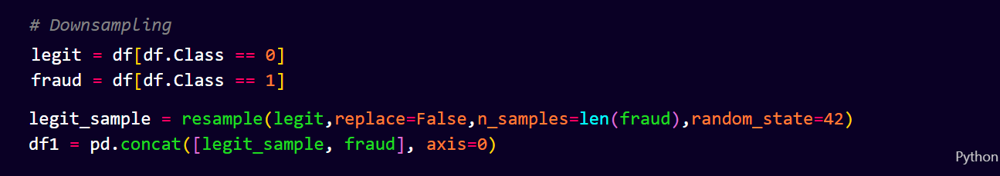 # Downsampling
legit = df[df.Class == 0]
fraud = df[df.Class == 1]
legit_sample = resample(legit,replace=False,n_samples=len(fraud),random_state=42)
df1 = pd.concat([legit_sample, fraud], axis=0)
Python